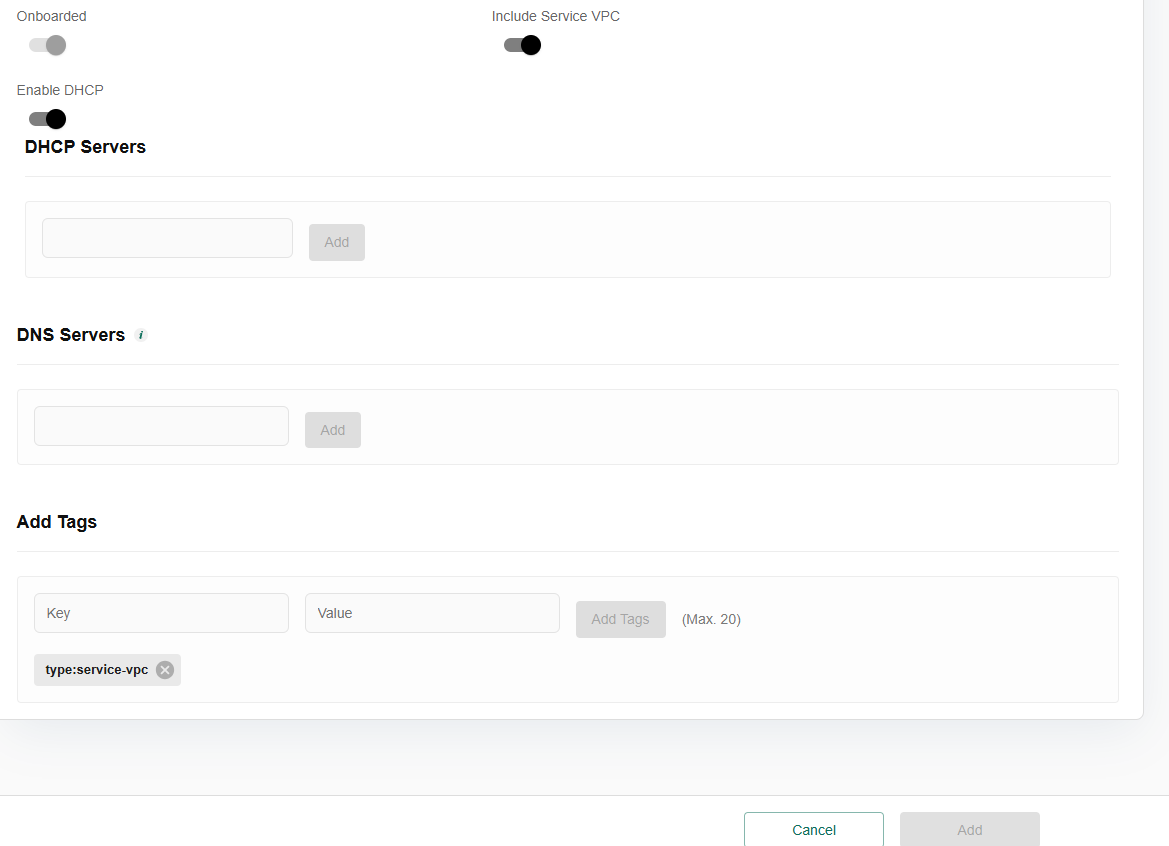 Onboarded
Include Service VPC
Enable DHCP
DHCP Servers
Add
DNS Servers i
Add
Add Tags
Key
Value
Add Tags
(Max. 20)
type:service-vpc
Cancel
Add